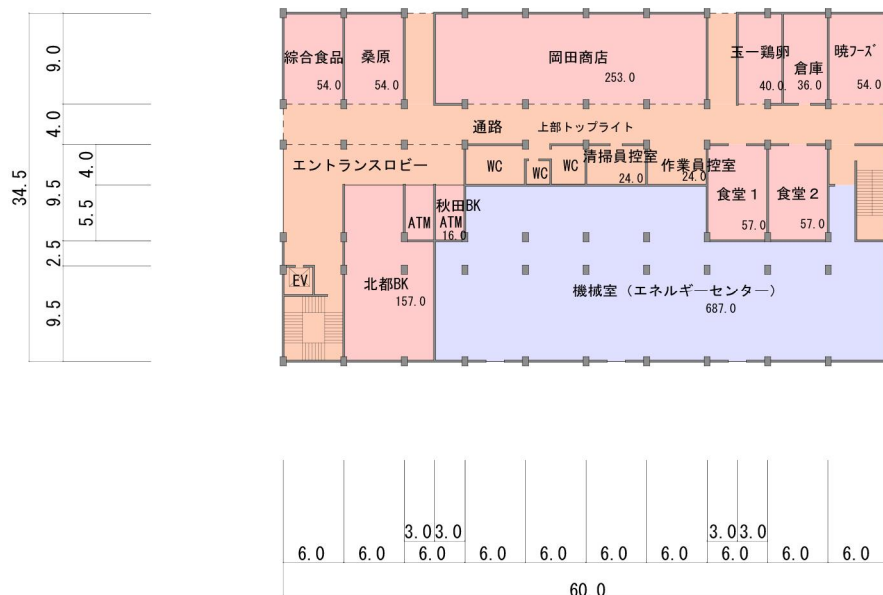 綜合食品
54.0
桑原
54.0
岡田商店
253.0
玉一鶏卵
40.0
倉庫
36.0
暁フーズ
54.0
通路
上部トップライト
エントランスロビー
WC
WC
WC
清掃員控室
24.0
作業員控室
24.0
食堂1
57.0
食堂2
57.0
ATM
秋田BK
ATM
16.0
EV
北都BK
157.0
機械室（エネルギーセンター）
687.0
34.5
9.0
4.0
9.5
4.0
5.5
2.5
9.5
3.0 3.0
3.0 3.0
6.0 6.0 6.0 6.0 6.0 6.0 6.0 6.0 6.0 6.0
60.0